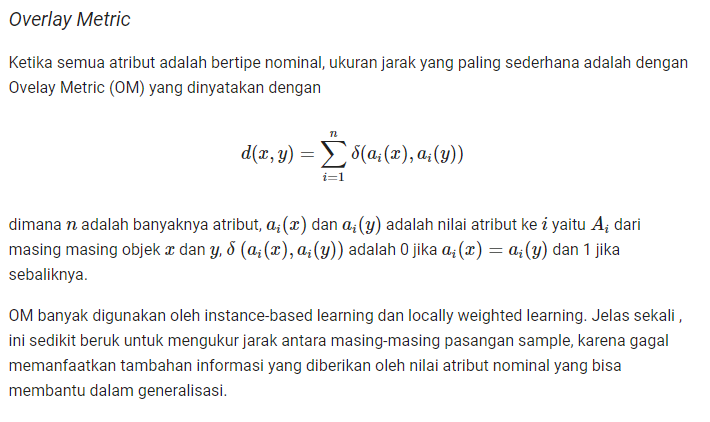 Overlay Metric
Ketika semua atribut adalah bertipe nominal, ukuran jarak yang paling sederhana adalah dengan
Ovelay Metric (OM) yang dinyatakan dengan
d(x, y) = \sum_{i=1}^{n} δ(a_i(x), a_i(y))
dimana n adalah banyaknya atribut, a_i(x) dan a_i(y) adalah nilai atribut ke i yaitu A_i dari
masing masing objek x dan y, δ (a_i(x), a_i(y)) adalah 0 jika a_i(x) = a_i(y) dan 1 jika
sebaliknya.
OM banyak digunakan oleh instance-based learning dan locally weighted learning. Jelas sekali ,
ini sedikit beruk untuk mengukur jarak antara masing-masing pasangan sample, karena gagal
memanfaatkan tambahan informasi yang diberikan oleh nilai atribut nominal yang bisa
membantu dalam generalisasi.